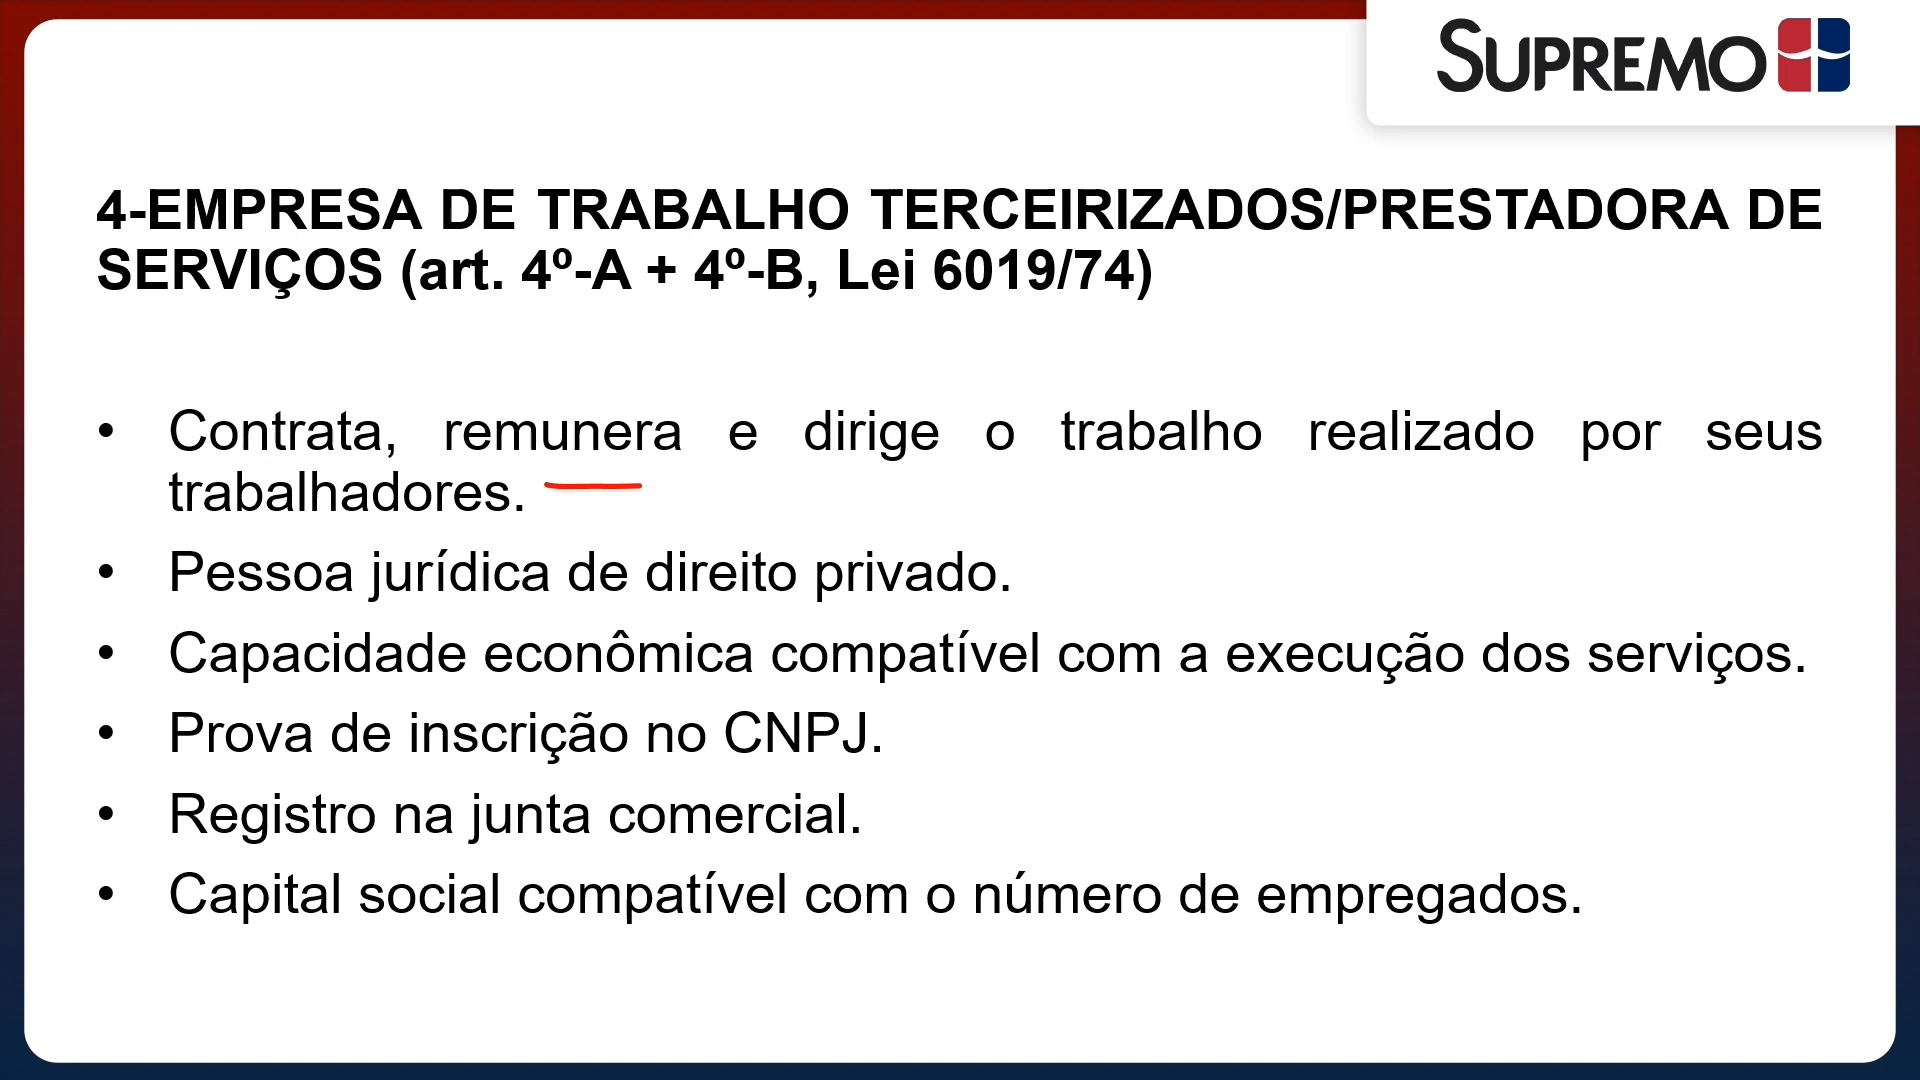 SUPREMO
4-EMPRESA DE TRABALHO TERCEIRIZADOS/PRESTADORA DE
SERVIÇOS (art. 4º-A + 4º-B, Lei 6019/74)
• Contrata, remunera e dirige o trabalho realizado por seus
trabalhadores.
• Pessoa jurídica de direito privado.
• Capacidade econômica compatível com a execução dos serviços.
• Prova de inscrição no CNPJ.
• Registro na junta comercial.
• Capital social compatível com o número de empregados.